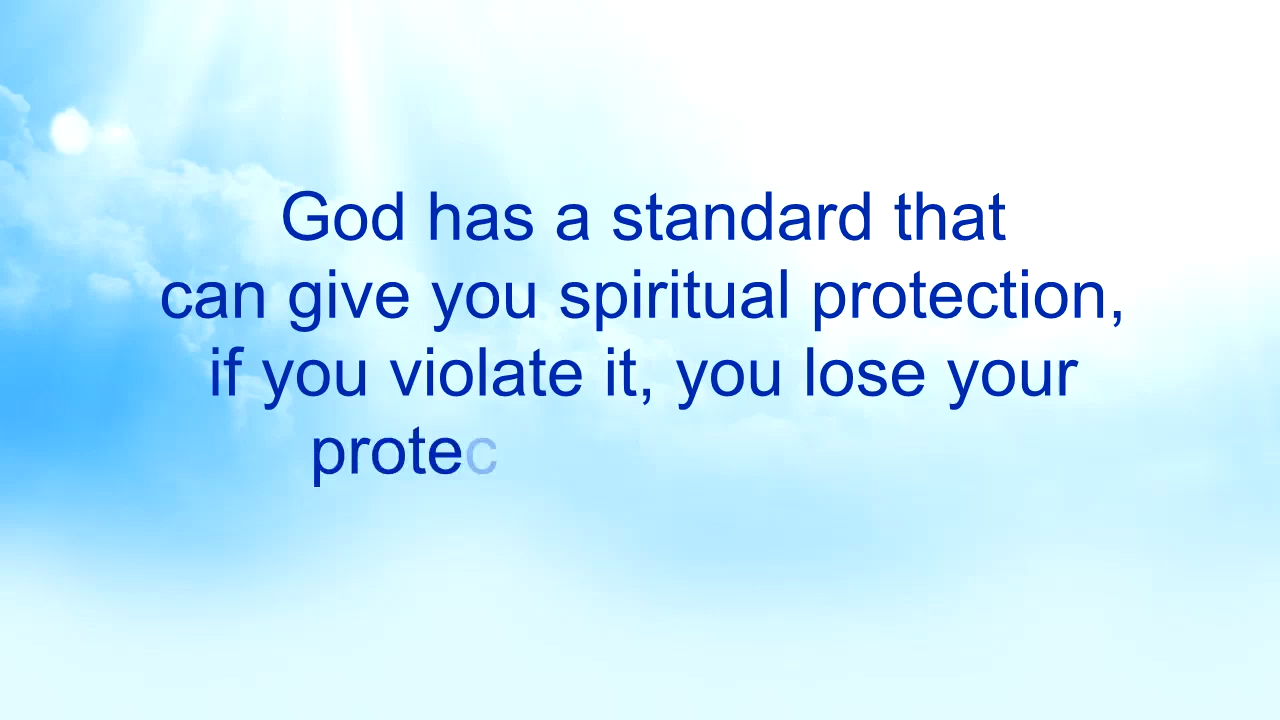 God has a standard that
can give you spiritual protection,
if you violate it, you lose your
protec